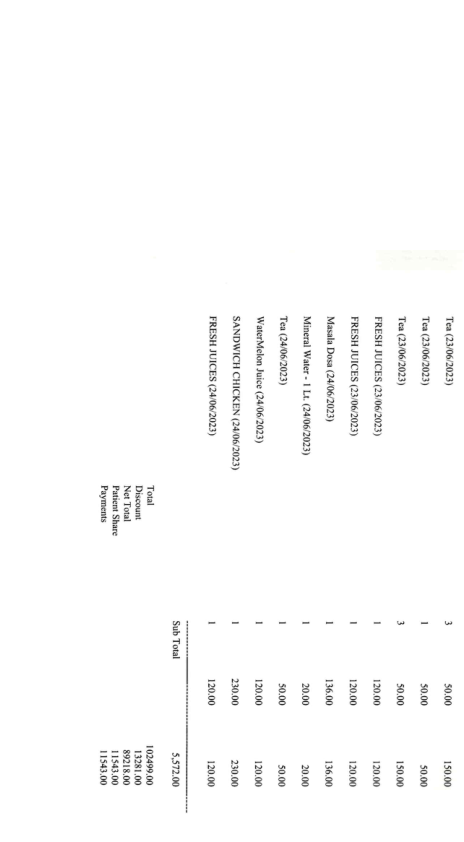 Tea (23/06/2023) 3 50.00 150.00
Tea (23/06/2023) 1 50.00 50.00
Tea (23/06/2023) 3 50.00 150.00
FRESH JUICES (23/06/2023) 1 120.00 120.00
FRESH JUICES (23/06/2023) 1 120.00 120.00
Masala Dosa (24/06/2023) 1 136.00 136.00
Mineral Water - 1 Lt. (24/06/2023) 1 20.00 20.00
Tea (24/06/2023) 1 50.00 50.00
WaterMelon Juice (24/06/2023) 1 120.00 120.00
SANDWICH CHICKEN (24/06/2023) 1 230.00 230.00
FRESH JUICES (24/06/2023) 1 120.00 120.00
Sub Total 5,572.00
Total 102499.00
Discount 13281.00
Net Total 89218.00
Patient Share 11543.00
Payments 11543.00